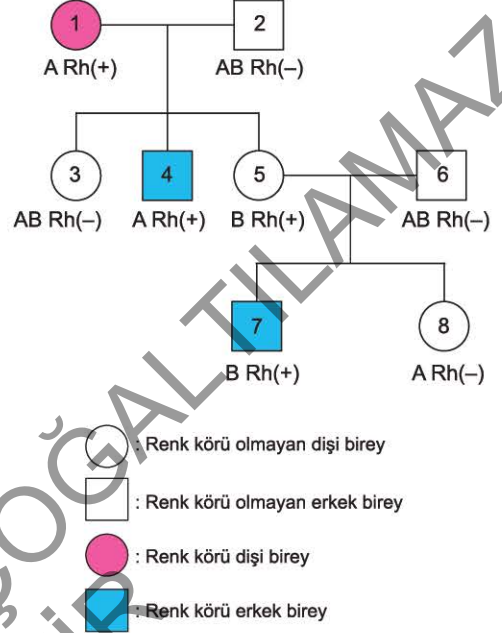 1
2
A Rh(+)
AB Rh(–)
3
4
5
6
AB Rh(–)
A Rh(+)
B Rh(+)
AB Rh(–)
7
8
B Rh(+)
A Rh(–)
: Renk körü olmayan dişi birey
: Renk körü olmayan erkek birey
: Renk körü dişi birey
: Renk körü erkek birey
ÇOĞALTILAMAZ